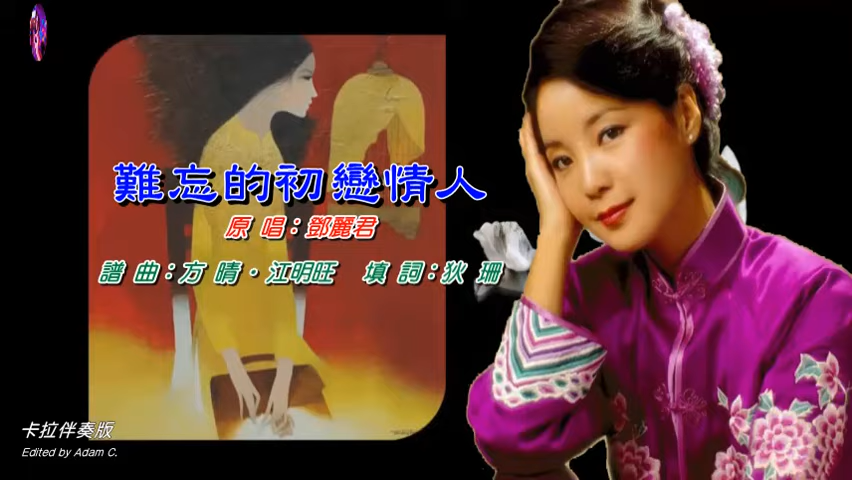 難忘的初戀情人
原 唱：鄧麗君
譜 曲：方 晴・江明旺 填 詞：狄 珊
卡拉伴奏版
Edited by Adam C.